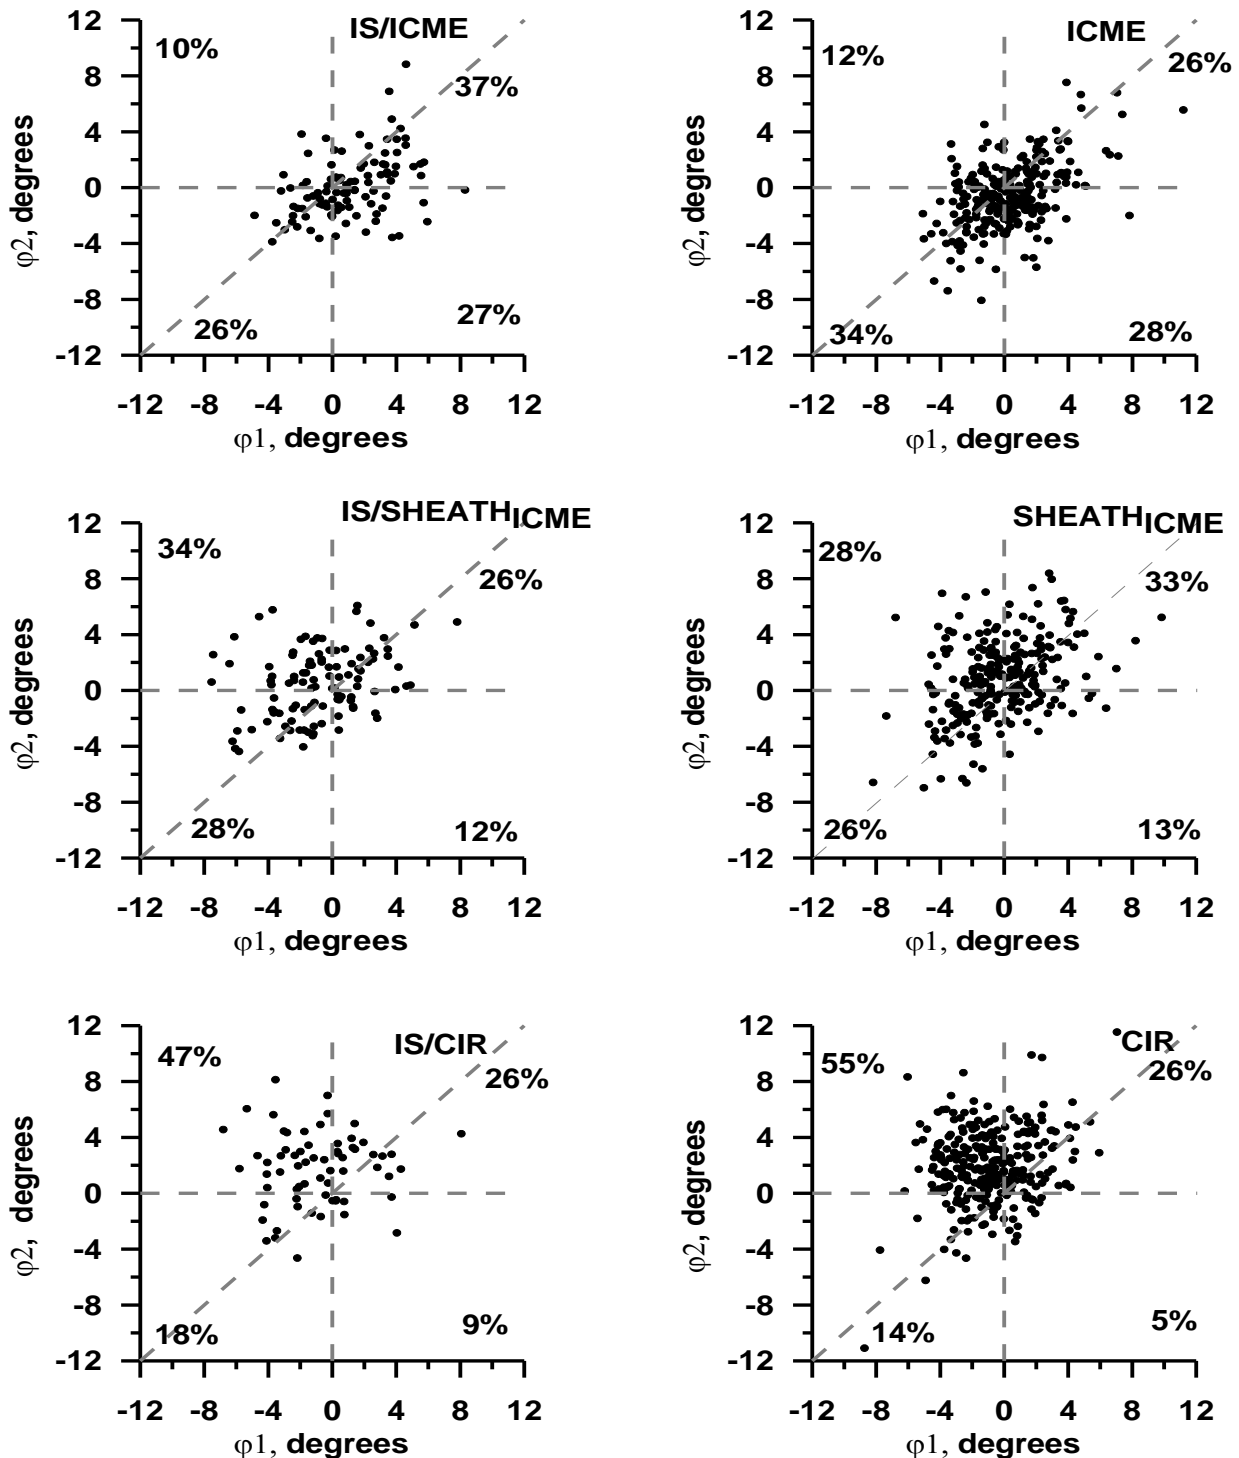 IS/ICME
10%
37%
26%
27%
12
8
4
0
-4
-8
-12
-12 -8 -4 0 4 8 12
φ2, degrees
φ1, degrees
ICME
12%
26%
34%
28%
12
8
4
0
-4
-8
-12
-12 -8 -4 0 4 8 12
φ2, degrees
φ1, degrees
IS/SHEATH ICME
34%
26%
28%
12%
12
8
4
0
-4
-8
-12
-12 -8 -4 0 4 8 12
φ2, degrees
φ1, degrees
SHEATH ICME
28%
33%
26%
13%
12
8
4
0
-4
-8
-12
-12 -8 -4 0 4 8 12
φ2, degrees
φ1, degrees
IS/CIR
47%
26%
18%
9%
12
8
4
0
-4
-8
-12
-12 -8 -4 0 4 8 12
φ2, degrees
φ1, degrees
CIR
55%
26%
14%
5%
12
8
4
0
-4
-8
-12
-12 -8 -4 0 4 8 12
φ2, degrees
φ1, degrees